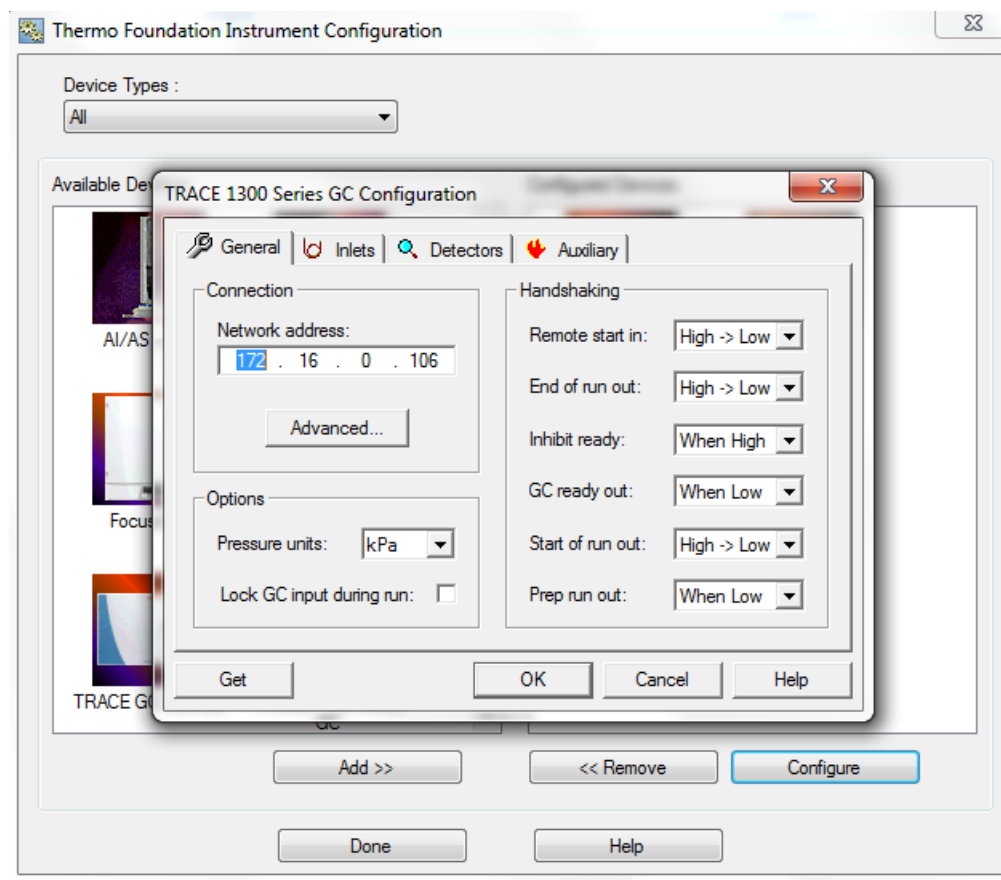 Thermo Foundation Instrument Configuration
Device Types :
All
Available Dev
TRACE 1300 Series GC Configuration
General Inlets Detectors Auxiliary
Connection
Network address:
172 . 16 . 0 . 106
Advanced...
Options
Pressure units: kPa
Lock GC input during run:
Handshaking
Remote start in: High -> Low
End of run out: High -> Low
Inhibit ready: When High
GC ready out: When Low
Start of run out: High -> Low
Prep run out: When Low
Get OK Cancel Help
AI/AS
Focus
TRACE GC
Add >> << Remove Configure
Done Help